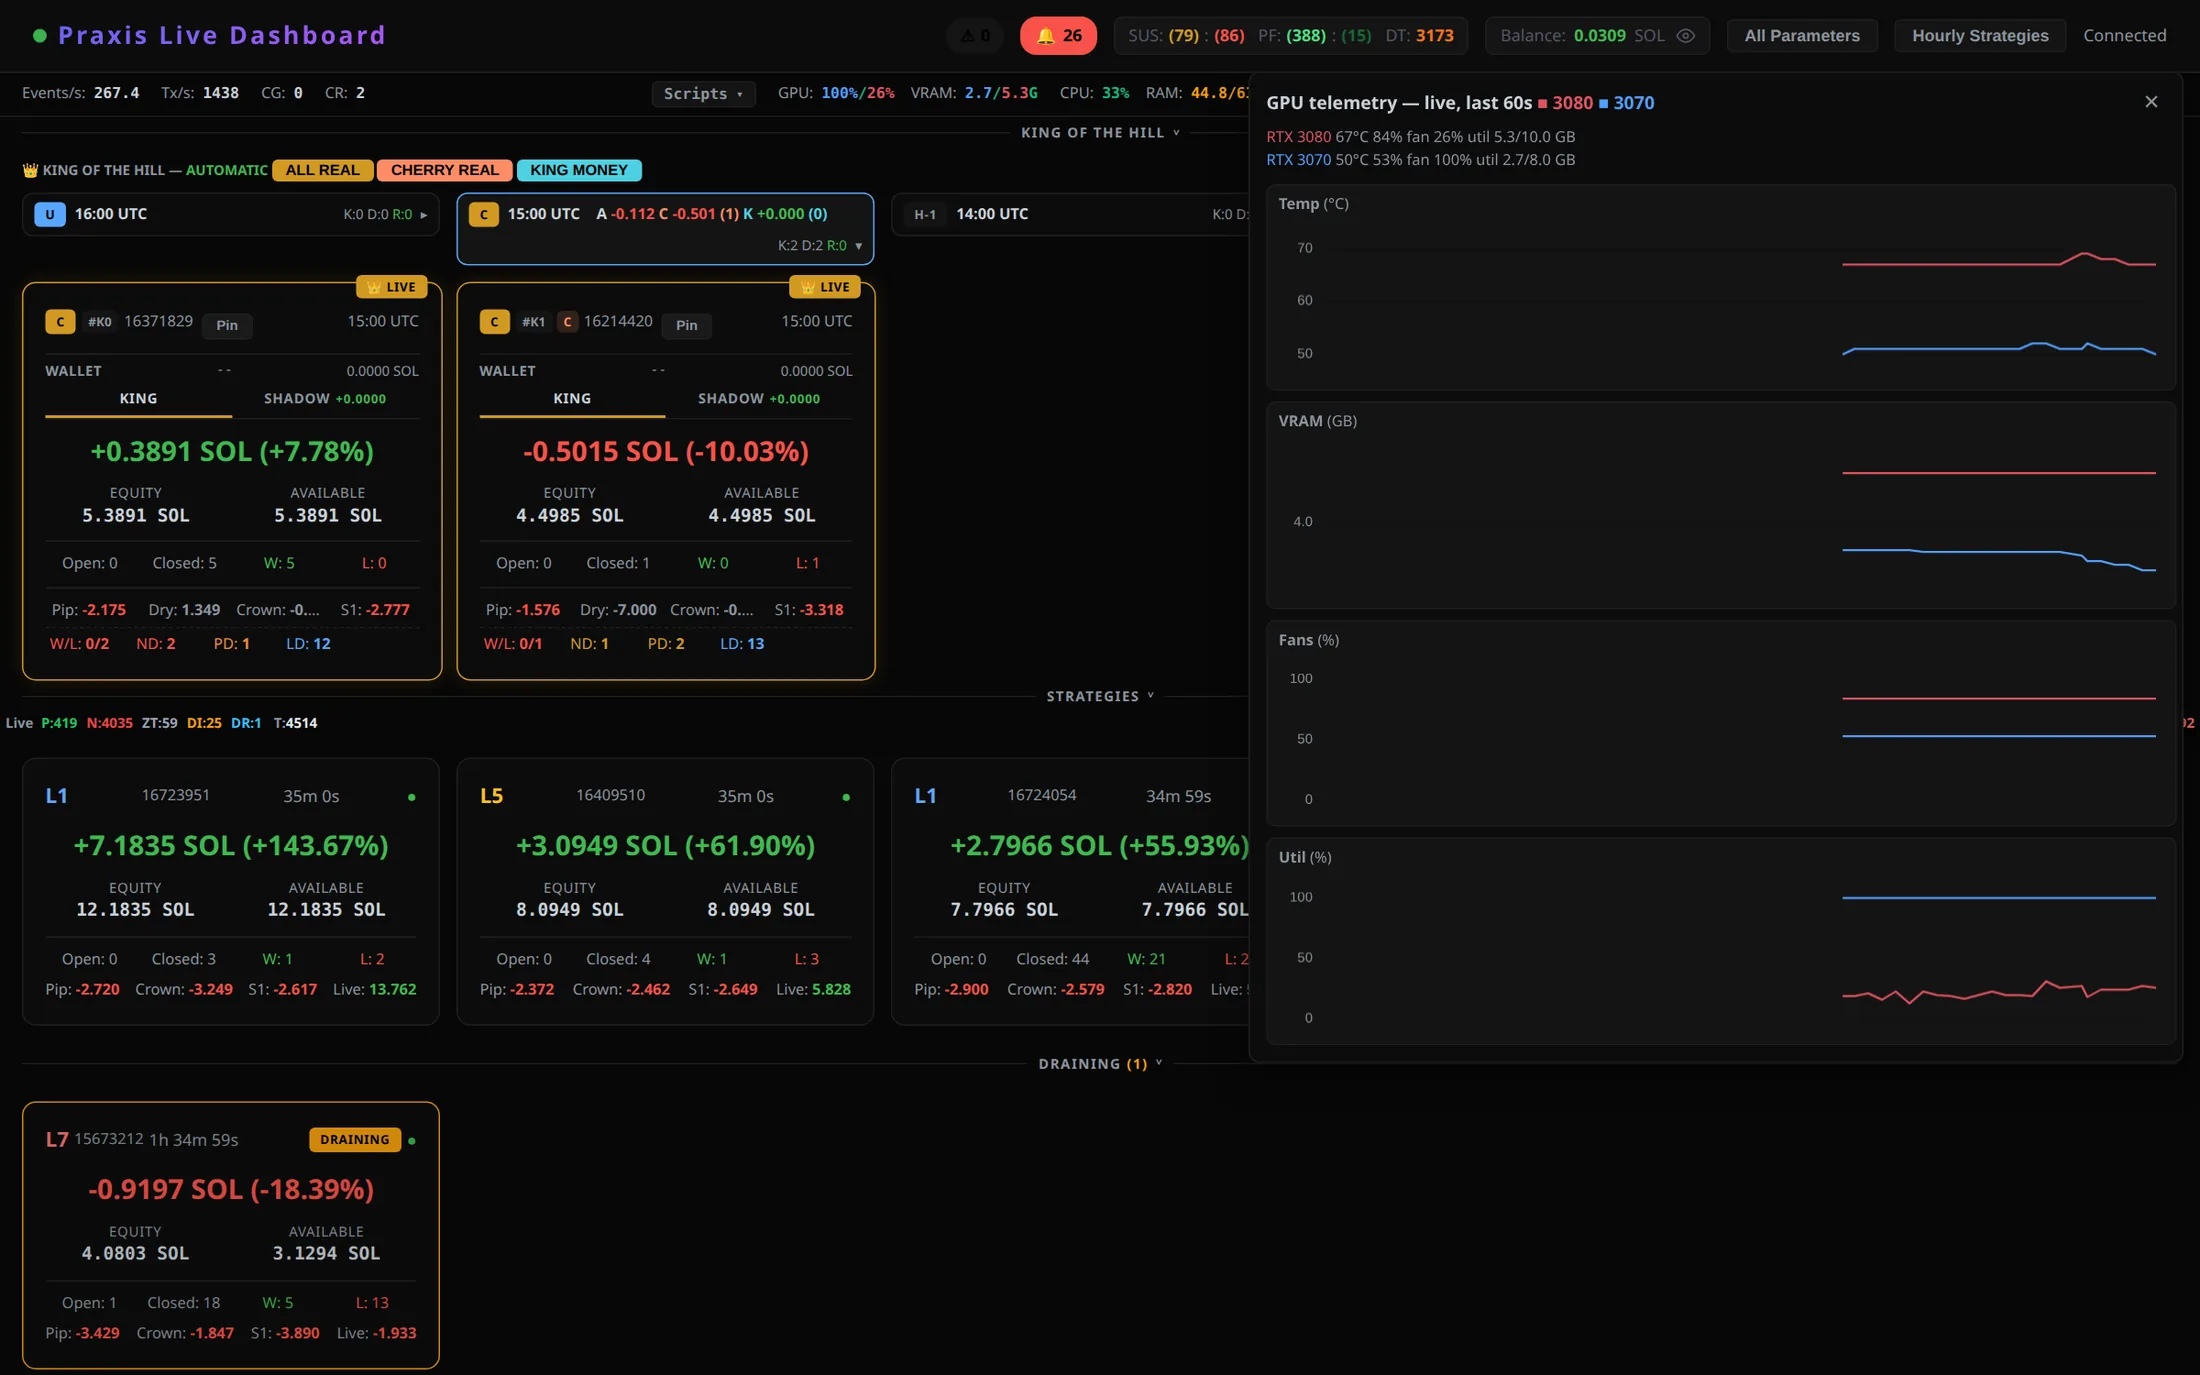 Praxis Live Dashboard
⚠ 0
🔔 26
SUS: (79) : (86) PF: (388) : (15) DT: 3173
Balance: 0.0309 SOL
All Parameters
Hourly Strategies
Connected
Events/s: 267.4 Tx/s: 1438 CG: 0 CR: 2
Scripts ▾
GPU: 100%/26% VRAM: 2.7/5.3G CPU: 33% RAM: 44.8/
KING OF THE HILL ˅
👑 KING OF THE HILL — AUTOMATIC ALL REAL CHERRY REAL KING MONEY
U 16:00 UTC K:0 D:0 R:0 ▸
C 15:00 UTC A -0.112 C -0.501 (1) K +0.000 (0)
K:2 D:2 R:0 ▾
H-1 14:00 UTC K:0 D:
👑 LIVE
C #K0 16371829 Pin 15:00 UTC
WALLET -- 0.0000 SOL
KING SHADOW +0.0000
+0.3891 SOL (+7.78%)
EQUITY AVAILABLE
5.3891 SOL 5.3891 SOL
Open: 0 Closed: 5 W: 5 L: 0
Pip: -2.175 Dry: 1.349 Crown: -0.... S1: -2.777
W/L: 0/2 ND: 2 PD: 1 LD: 12
👑 LIVE
C #K1 C 16214420 Pin 15:00 UTC
WALLET -- 0.0000 SOL
KING SHADOW +0.0000
-0.5015 SOL (-10.03%)
EQUITY AVAILABLE
4.4985 SOL 4.4985 SOL
Open: 0 Closed: 1 W: 0 L: 1
Pip: -1.576 Dry: -7.000 Crown: -0.... S1: -3.318
W/L: 0/1 ND: 1 PD: 2 LD: 13
STRATEGIES ˅
Live P:419 N:4035 ZT:59 DI:25 DR:1 T:4514
L1 16723951 35m 0s
+7.1835 SOL (+143.67%)
EQUITY AVAILABLE
12.1835 SOL 12.1835 SOL
Open: 0 Closed: 3 W: 1 L: 2
Pip: -2.720 Crown: -3.249 S1: -2.617 Live: 13.762
L5 16409510 35m 0s
+3.0949 SOL (+61.90%)
EQUITY AVAILABLE
8.0949 SOL 8.0949 SOL
Open: 0 Closed: 4 W: 1 L: 3
Pip: -2.372 Crown: -2.462 S1: -2.649 Live: 5.828
L1 16724054 34m 59s
+2.7966 SOL (+55.93%)
EQUITY AVAILABLE
7.7966 SOL 7.7966 SOL
Open: 0 Closed: 44 W: 21 L: 2
Pip: -2.900 Crown: -2.579 S1: -2.820 Live:
DRAINING (1) ˅
L7 15673212 1h 34m 59s DRAINING
-0.9197 SOL (-18.39%)
EQUITY AVAILABLE
4.0803 SOL 3.1294 SOL
Open: 1 Closed: 18 W: 5 L: 13
Pip: -3.429 Crown: -1.847 S1: -3.890 Live: -1.933
GPU telemetry — live, last 60s ■ 3080 ■ 3070
✕
RTX 3080 67°C 84% fan 26% util 5.3/10.0 GB
RTX 3070 50°C 53% fan 100% util 2.7/8.0 GB
Temp (°C)
70
60
50
VRAM (GB)
4.0
Fans (%)
100
50
0
Util (%)
100
50
0